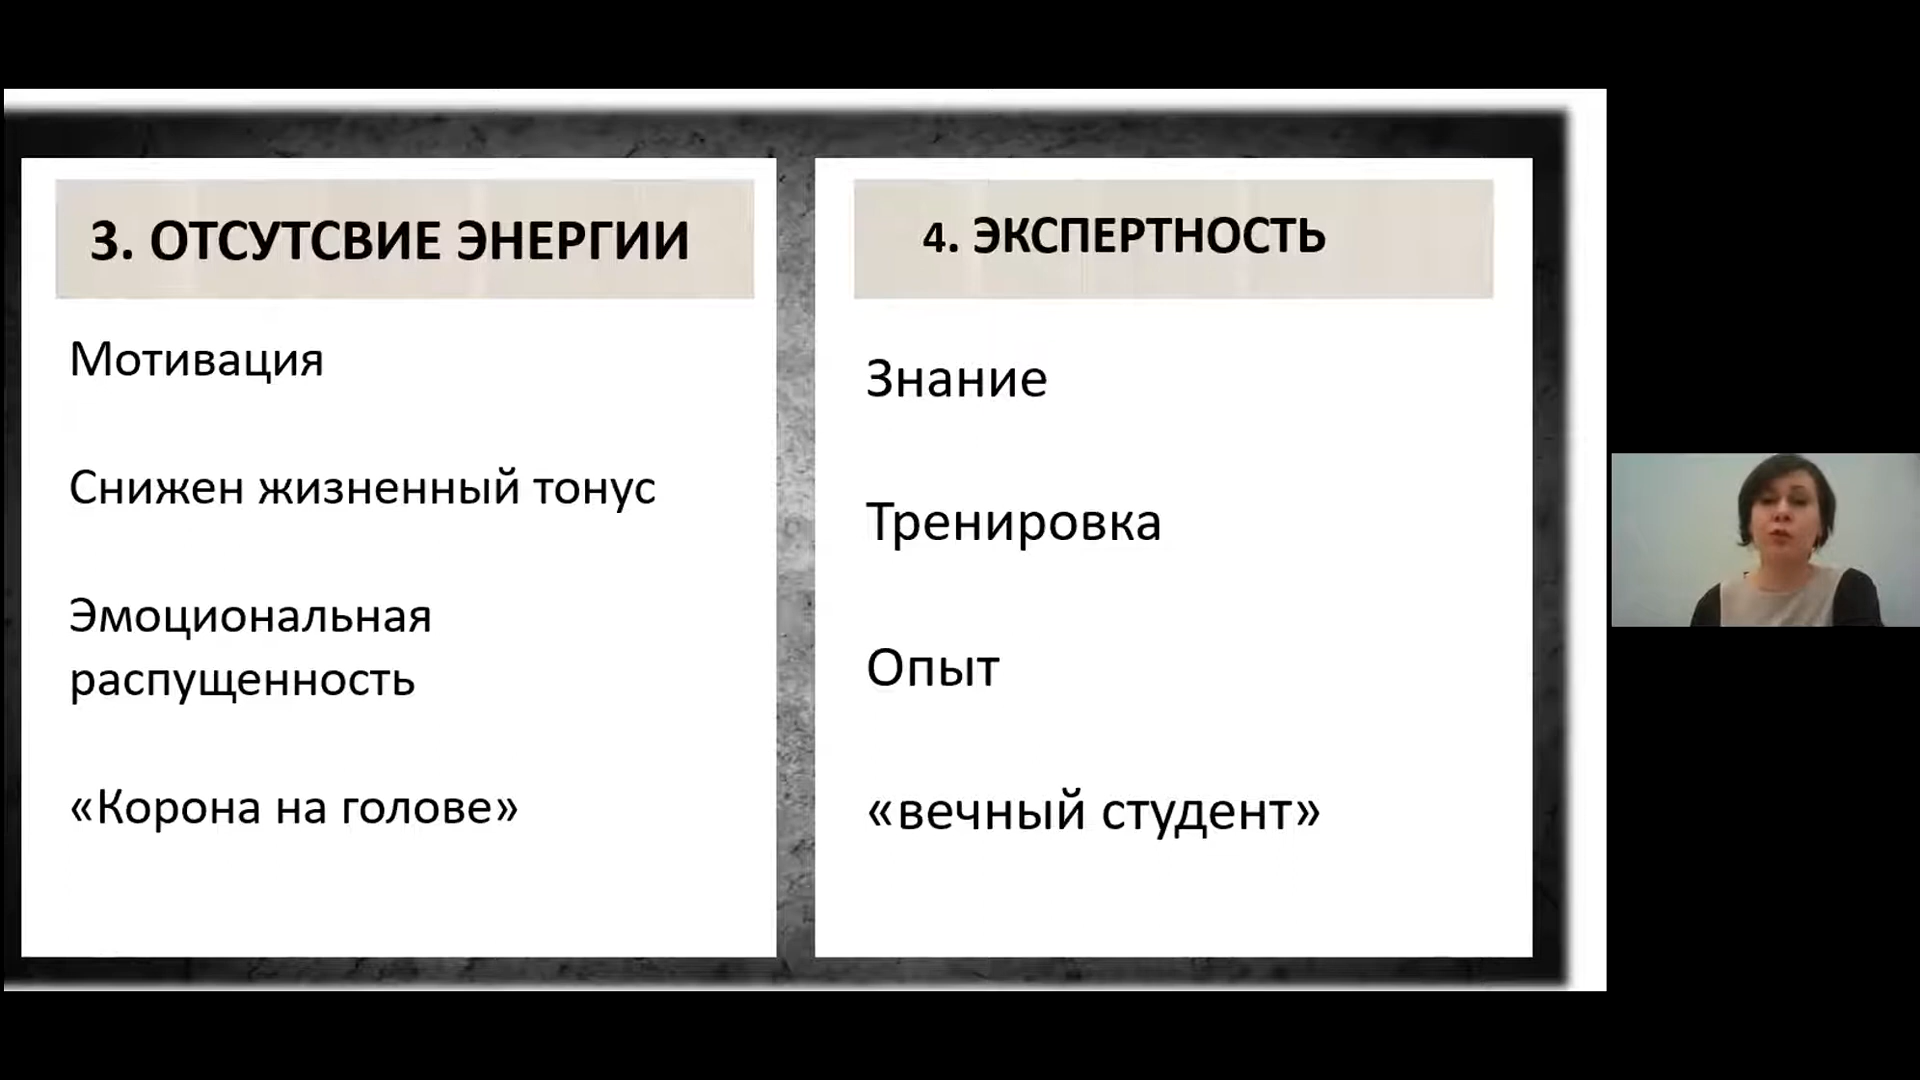 3. ОТСУТСВИЕ ЭНЕРГИИ
Мотивация
Снижен жизненный тонус
Эмоциональная
распущенность
«Корона на голове»
4. ЭКСПЕРТНОСТЬ
Знание
Тренировка
Опыт
«вечный студент»